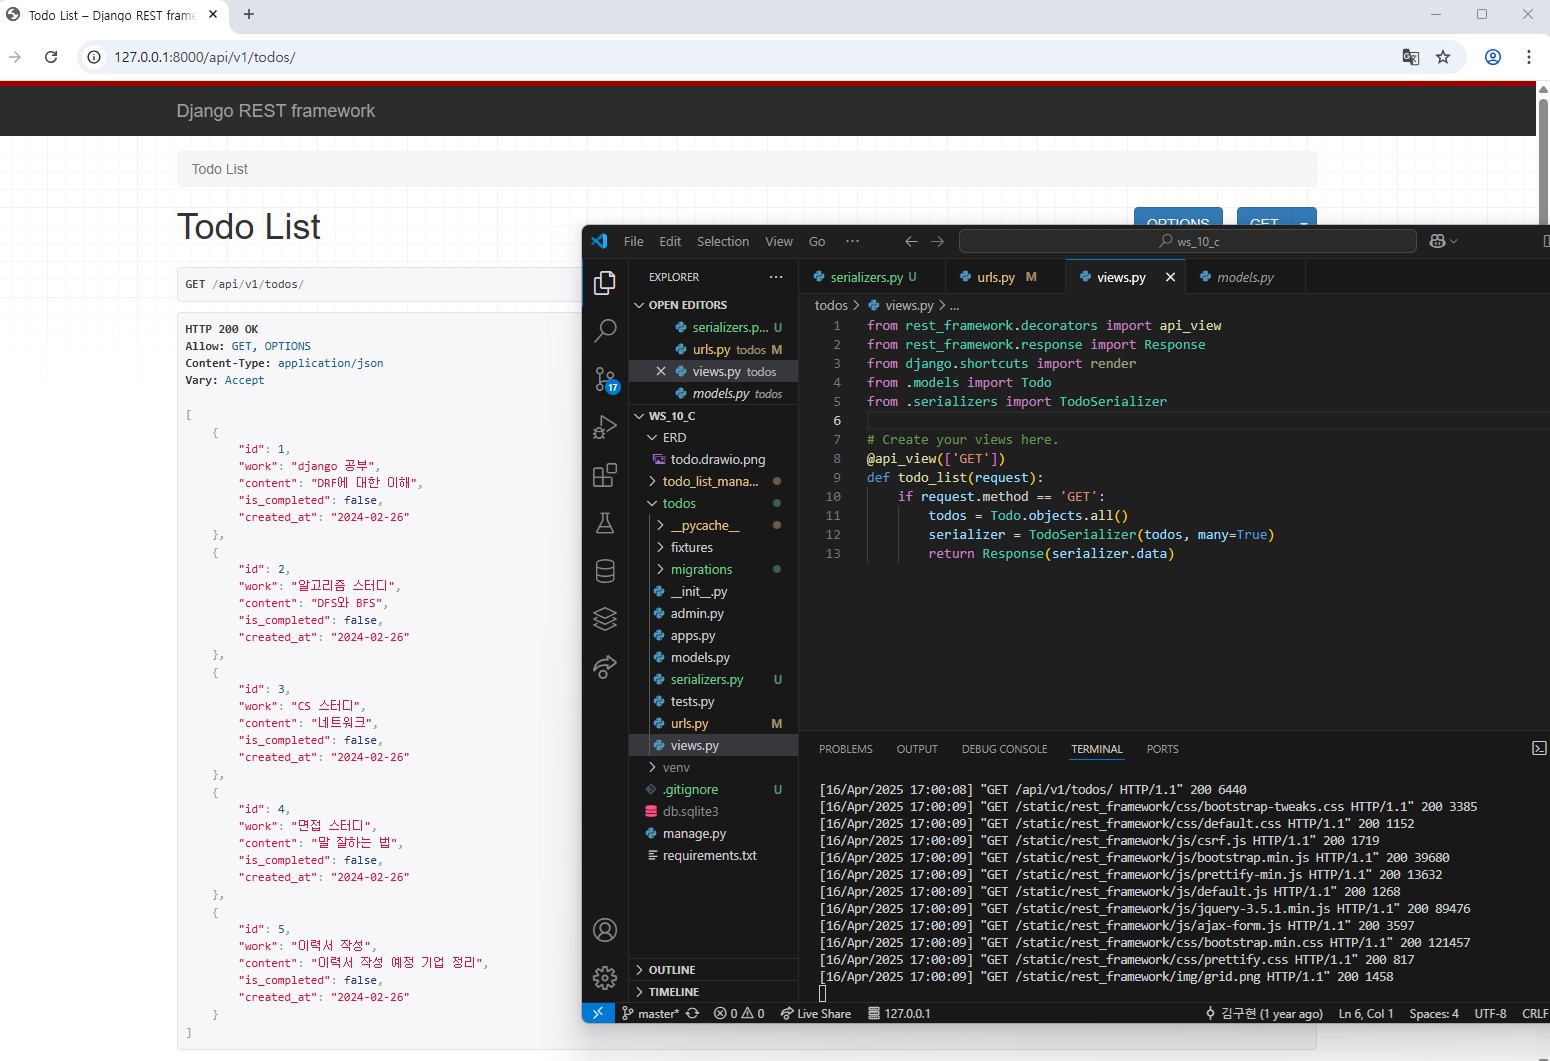 Todo List – Django REST frame
127.0.0.1:8000/api/v1/todos/
Django REST framework
Todo List
Todo List
OPTIONS
GET
GET /api/v1/todos/
HTTP 200 OK
Allow: GET, OPTIONS
Content-Type: application/json
Vary: Accept
[
{
"id": 1,
"work": "django 공부",
"content": "DRF에 대한 이해",
"is_completed": false,
"created_at": "2024-02-26"
},
{
"id": 2,
"work": "알고리즘 스터디",
"content": "DFS와 BFS",
"is_completed": false,
"created_at": "2024-02-26"
},
{
"id": 3,
"work": "CS 스터디",
"content": "네트워크",
"is_completed": false,
"created_at": "2024-02-26"
},
{
"id": 4,
"work": "면접 스터디",
"content": "말 잘하는 법",
"is_completed": false,
"created_at": "2024-02-26"
},
{
"id": 5,
"work": "이력서 작성",
"content": "이력서 작성 예정 기업 정리",
"is_completed": false,
"created_at": "2024-02-26"
}
]
File Edit Selection View Go ···
ws_10_c
EXPLORER ···
OPEN EDITORS
serializers.p... U
urls.py todos M
views.py todos
models.py todos
WS_10_C
ERD
todo.drawio.png
todo_list_mana...
todos
__pycache__
fixtures
migrations
__init__.py
admin.py
apps.py
models.py
serializers.py U
tests.py
urls.py M
views.py
venv
.gitignore U
db.sqlite3
manage.py
requirements.txt
OUTLINE
TIMELINE
17
serializers.py U
urls.py M
views.py
models.py
todos > views.py > ...
1 from rest_framework.decorators import api_view
2 from rest_framework.response import Response
3 from django.shortcuts import render
4 from .models import Todo
5 from .serializers import TodoSerializer
6
7 # Create your views here.
8 @api_view(['GET'])
9 def todo_list(request):
10 if request.method == 'GET':
11 todos = Todo.objects.all()
12 serializer = TodoSerializer(todos, many=True)
13 return Response(serializer.data)
PROBLEMS OUTPUT DEBUG CONSOLE TERMINAL PORTS
[16/Apr/2025 17:00:08] "GET /api/v1/todos/ HTTP/1.1" 200 6440
[16/Apr/2025 17:00:09] "GET /static/rest_framework/css/bootstrap-tweaks.css HTTP/1.1" 200 3385
[16/Apr/2025 17:00:09] "GET /static/rest_framework/css/default.css HTTP/1.1" 200 1152
[16/Apr/2025 17:00:09] "GET /static/rest_framework/js/csrf.js HTTP/1.1" 200 1719
[16/Apr/2025 17:00:09] "GET /static/rest_framework/js/bootstrap.min.js HTTP/1.1" 200 39680
[16/Apr/2025 17:00:09] "GET /static/rest_framework/js/prettify-min.js HTTP/1.1" 200 13632
[16/Apr/2025 17:00:09] "GET /static/rest_framework/js/default.js HTTP/1.1" 200 1268
[16/Apr/2025 17:00:09] "GET /static/rest_framework/js/jquery-3.5.1.min.js HTTP/1.1" 200 89476
[16/Apr/2025 17:00:09] "GET /static/rest_framework/js/ajax-form.js HTTP/1.1" 200 3597
[16/Apr/2025 17:00:09] "GET /static/rest_framework/css/bootstrap.min.css HTTP/1.1" 200 121457
[16/Apr/2025 17:00:09] "GET /static/rest_framework/css/prettify.css HTTP/1.1" 200 817
[16/Apr/2025 17:00:09] "GET /static/rest_framework/img/grid.png HTTP/1.1" 200 1458
master* 0 0 Live Share 127.0.0.1 김구현 (1 year ago) Ln 6, Col 1 Spaces: 4 UTF-8 CRLF